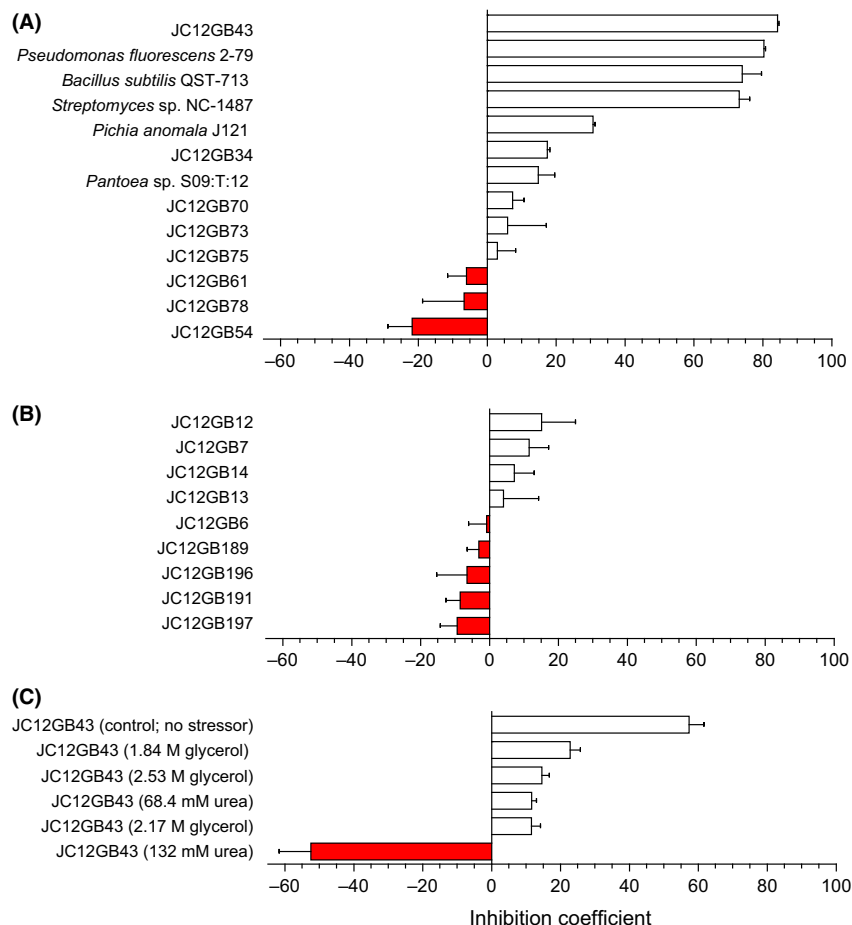 (A)
JC12GB43
Pseudomonas fluorescens 2-79
Bacillus subtilis QST-713
Streptomyces sp. NC-1487
Pichia anomala J121
JC12GB34
Pantoea sp. S09:T:12
JC12GB70
JC12GB73
JC12GB75
JC12GB61
JC12GB78
JC12GB54
–60 –40 –20 0 20 40 60 80 100
(B)
JC12GB12
JC12GB7
JC12GB14
JC12GB13
JC12GB6
JC12GB189
JC12GB196
JC12GB191
JC12GB197
–60 –40 –20 0 20 40 60 80 100
(C)
JC12GB43 (control; no stressor)
JC12GB43 (1.84 M glycerol)
JC12GB43 (2.53 M glycerol)
JC12GB43 (68.4 mM urea)
JC12GB43 (2.17 M glycerol)
JC12GB43 (132 mM urea)
–60 –40 –20 0 20 40 60 80 100
Inhibition coefficient